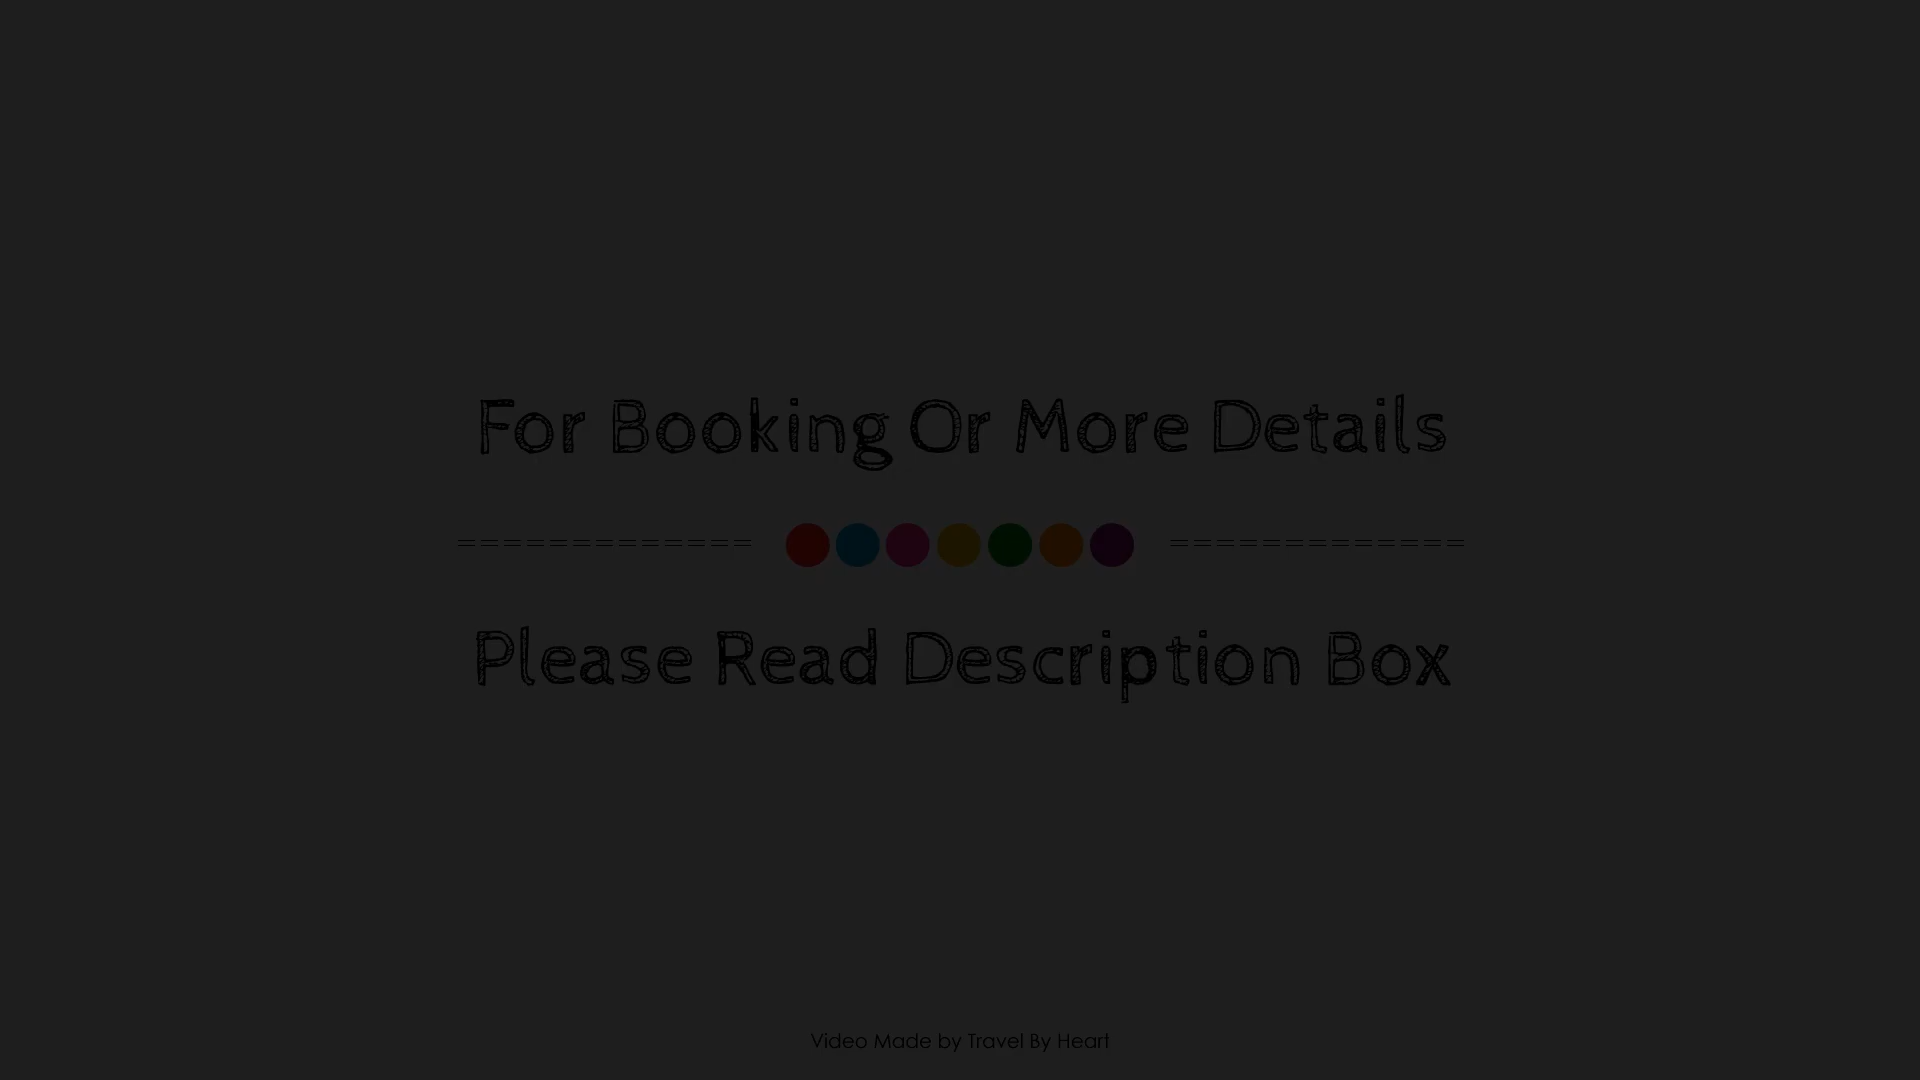 For Booking Or More Details
============= =============
Please Read Description Box
Video Made by Travel By Heart